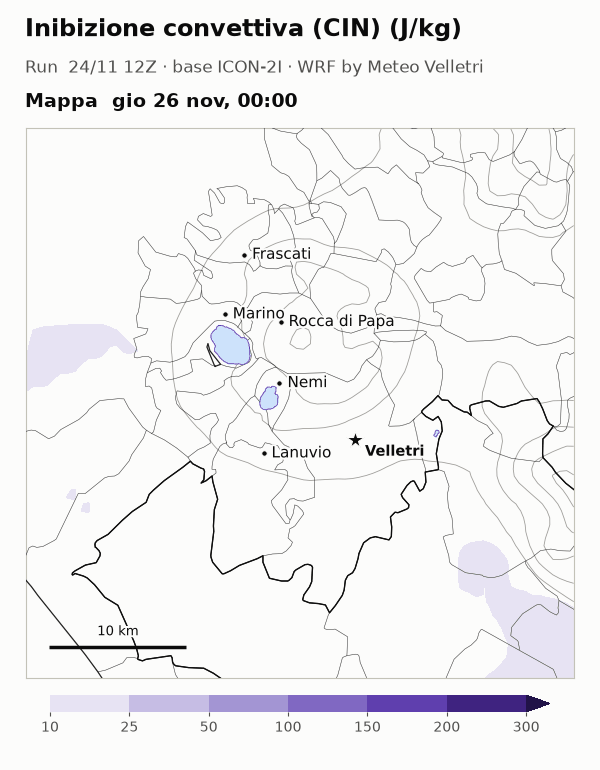 Inibizione convettiva (CIN) (J/kg)
Run  24/11 12Z · base ICON-2I · WRF by Meteo Velletri
Mappa  gio 26 nov, 00:00
Frascati
Marino
Rocca di Papa
Nemi
Velletri
Lanuvio
10 km
10 25 50 100 150 200 300